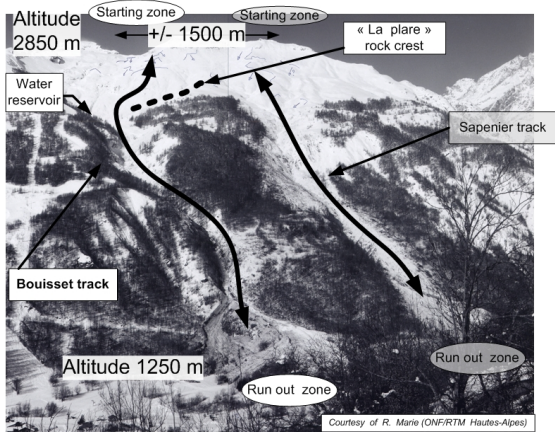 Altitude
2850 m
Starting zone
Starting zone
+/- 1500 m
« La plare »
rock crest
Water
reservoir
Sapenier track
Bouisset track
Altitude 1250 m
Run out zone
Run out zone
Courtesy of R. Marie (ONF/RTM Hautes-Alpes)